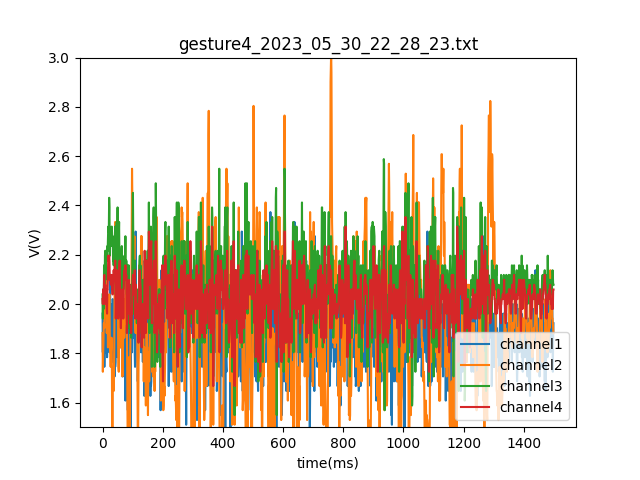 gesture4_2023_05_30_22_28_23.txt
3.0
2.8
2.6
2.4
2.2
2.0
1.8
1.6
V(V)
channel1
channel2
channel3
channel4
0 200 400 600 800 1000 1200 1400
time(ms)